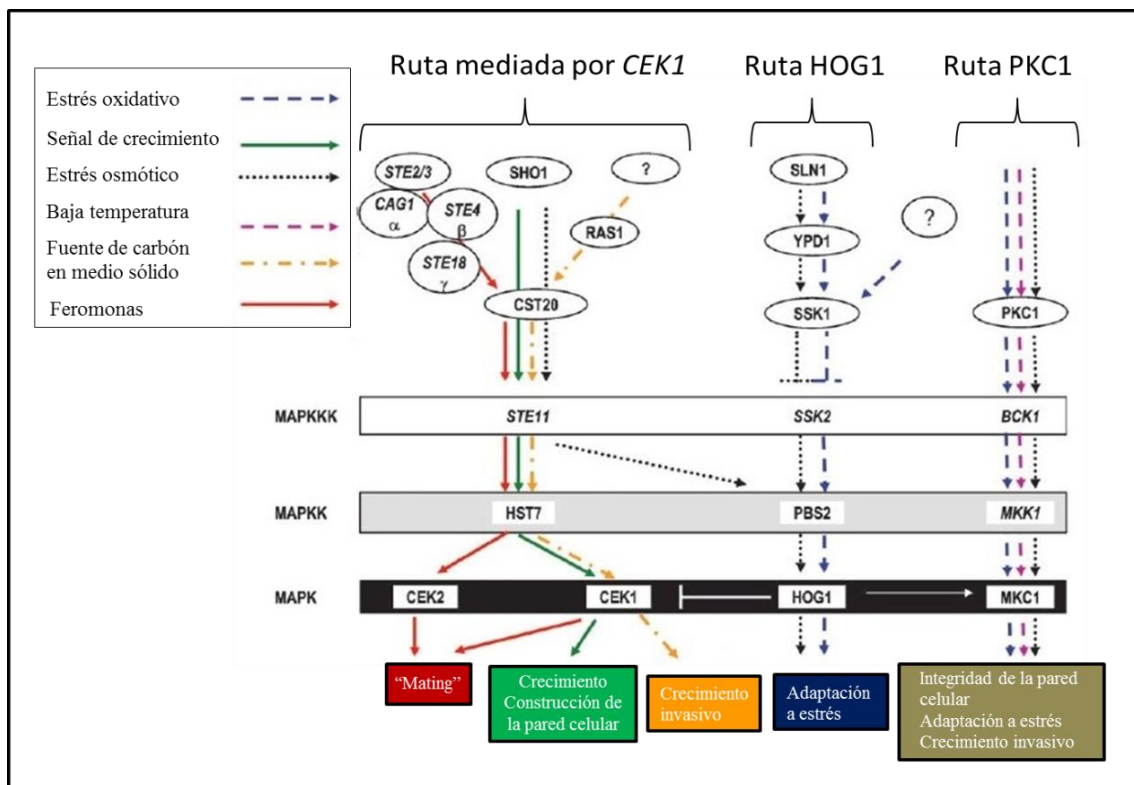 Ruta mediada por CEK1
Ruta HOG1
Ruta PKC1
Estrés oxidativo
Señal de crecimiento
Estrés osmótico
Baja temperatura
Fuente de carbón
en medio sólido
Feromonas
STE2/3
CAG1
α
STE4
β
STE18
γ
SHO1
?
RAS1
CST20
SLN1
YPD1
SSK1
?
PKC1
MAPKKK
STE11
SSK2
BCK1
MAPKK
HST7
PBS2
MKK1
MAPK
CEK2
CEK1
HOG1
MKC1
“Mating”
Crecimiento
Construcción de
la pared celular
Crecimiento
invasivo
Adaptación
a estrés
Integridad de la pared
celular
Adaptación a estrés
Crecimiento invasivo